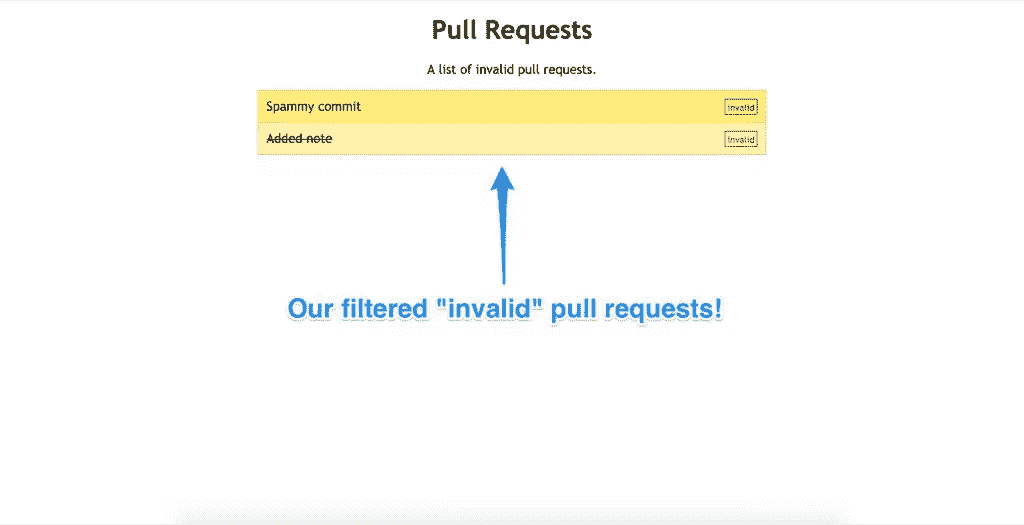 Pull Requests
A list of invalid pull requests.
Spammy commit invalid
Added note invalid
Our filtered "invalid" pull requests!